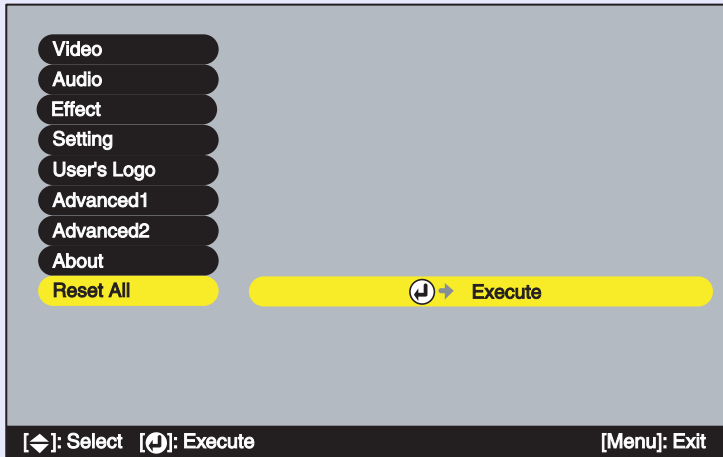 Video
Audio
Effect
Setting
User's Logo
Advanced1
Advanced2
About
Reset All
Execute
[]: Select []: Execute [Menu]: Exit